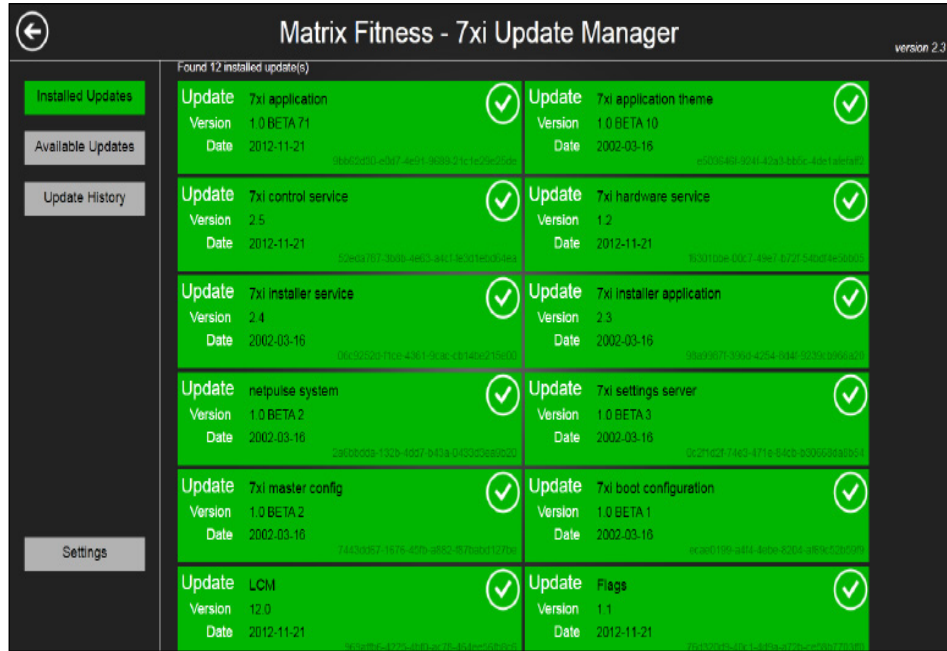 Matrix Fitness - 7xi Update Manager
version 2.3
Found 12 installed update(s)
Installed Updates
Available Updates
Update History
Settings
Update 7xi application
Version 1.0 BETA 71
Date 2012-11-21
Update 7xi application theme
Version 1.0 BETA 10
Date 2002-03-16
Update 7xi control service
Version 2.5
Date 2012-11-21
Update 7xi hardware service
Version 1.2
Date 2012-11-21
Update 7xi installer service
Version 2.4
Date 2002-03-16
Update 7xi installer application
Version 2.3
Date 2002-03-16
Update netpulse system
Version 1.0 BETA 2
Date 2002-03-16
Update 7xi settings server
Version 1.0 BETA 3
Date 2002-03-16
Update 7xi master config
Version 1.0 BETA 2
Date 2002-03-16
Update 7xi boot configuration
Version 1.0 BETA 1
Date 2002-03-16
Update LCM
Version 12.0
Date 2012-11-21
Update Flags
Version 1.1
Date 2012-11-21